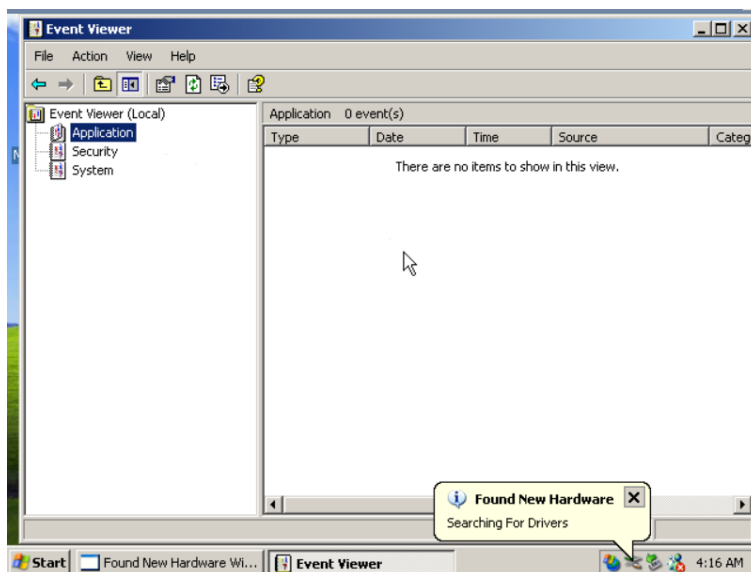 Event Viewer
File Action View Help
Event Viewer (Local)
Application
Security
System
Application 0 event(s)
Type Date Time Source Categ
There are no items to show in this view.
Found New Hardware
Searching For Drivers
Start Found New Hardware Wi... Event Viewer 4:16 AM